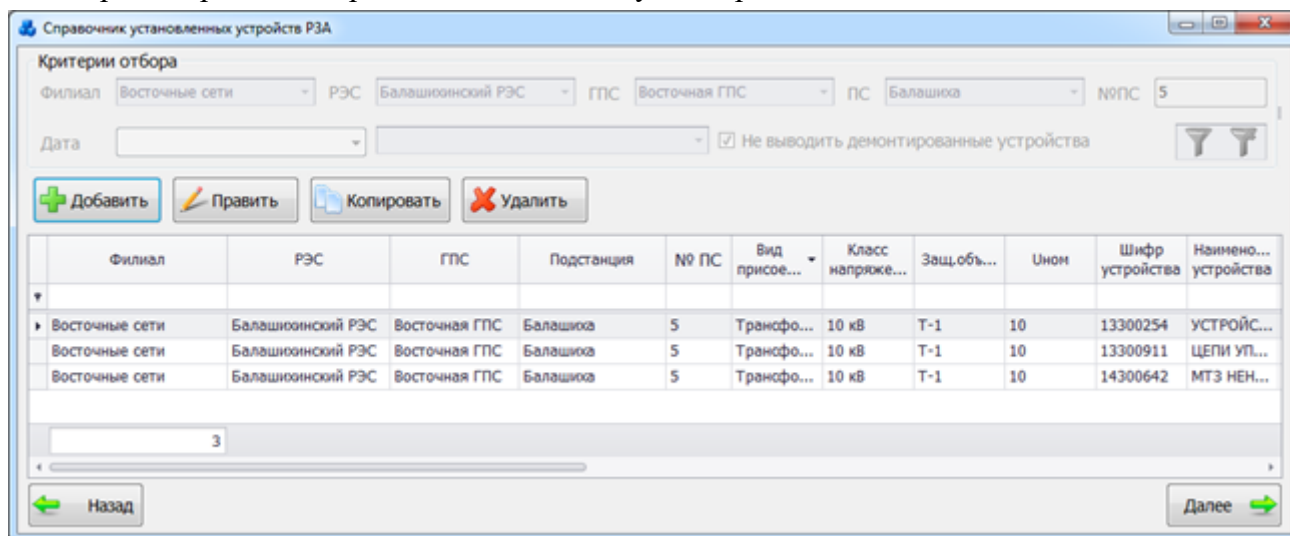 Справочник установленных устройств РЗА
Критерии отбора
Филиал Восточные сети РЭС Балашихинский РЭС ГПС Восточная ГПС ПС Балашиха №ПС 5
Дата Не выводить демонтированные устройства
Добавить Править Копировать Удалить
Филиал РЭС ГПС Подстанция № ПС Вид присое... Класс напряже... Защ.объ... Uном Шифр устройства Наимено... устройства
Восточные сети Балашихинский РЭС Восточная ГПС Балашиха 5 Трансфо... 10 кВ Т-1 10 13300254 УСТРОЙС...
Восточные сети Балашихинский РЭС Восточная ГПС Балашиха 5 Трансфо... 10 кВ Т-1 10 13300911 ЦЕПИ УП...
Восточные сети Балашихинский РЭС Восточная ГПС Балашиха 5 Трансфо... 10 кВ Т-1 10 14300642 МТЗ НЕН...
3
Назад Далее